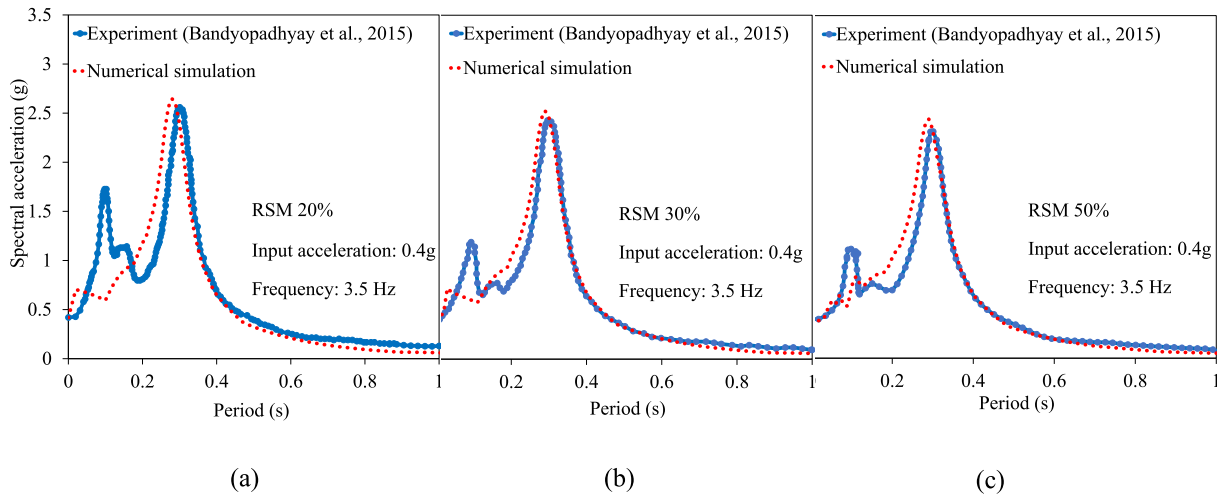 3.5
3
2.5
2
1.5
1
0.5
0
Spectral acceleration (g)
Experiment (Bandyopadhyay et al., 2015)
Numerical simulation
RSM 20%
Input acceleration: 0.4g
Frequency: 3.5 Hz
0 0.2 0.4 0.6 0.8 1
Period (s)
(a)
Experiment (Bandyopadhyay et al., 2015)
Numerical simulation
RSM 30%
Input acceleration: 0.4g
Frequency: 3.5 Hz
0.2 0.4 0.6 0.8 1
Period (s)
(b)
Experiment (Bandyopadhyay et al., 2015)
Numerical simulation
RSM 50%
Input acceleration: 0.4g
Frequency: 3.5 Hz
0.2 0.4 0.6 0.8 1
Period (s)
(c)